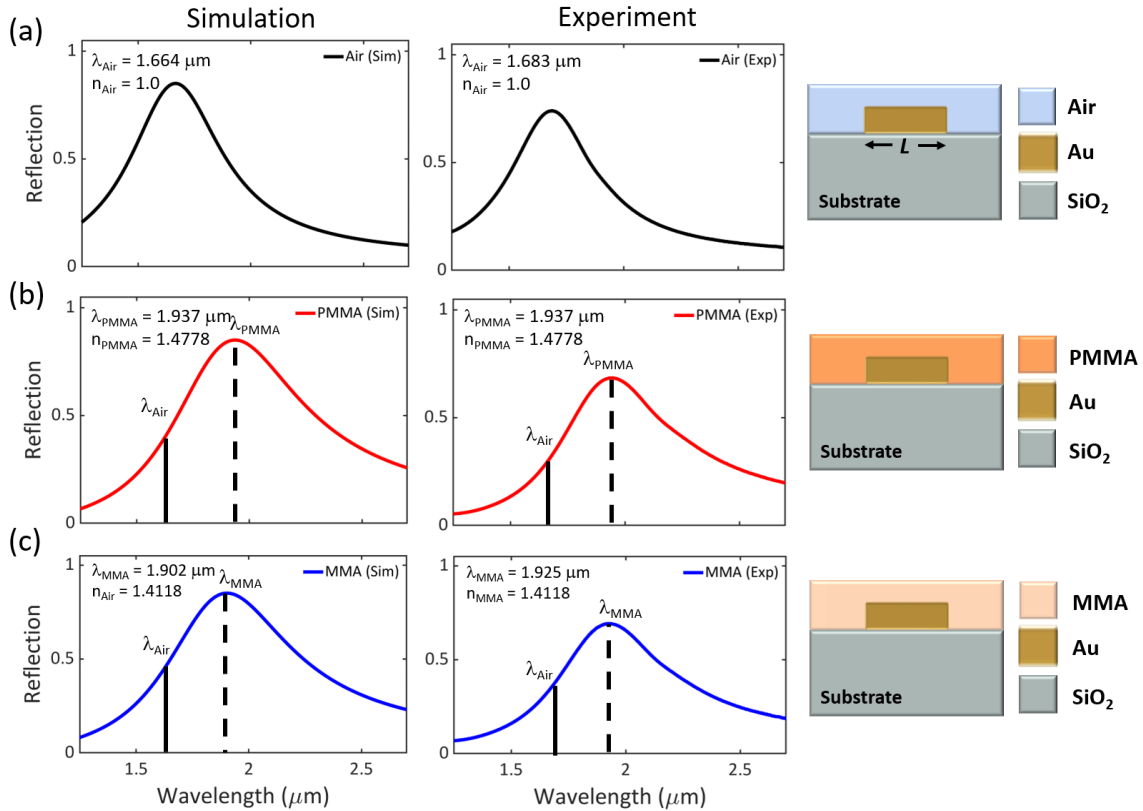 Simulation
Experiment
(a)
1
0.5
0
Reflection
λAir = 1.664 μm
nAir = 1.0
Air (Sim)
1
0.5
0
λAir = 1.683 μm
nAir = 1.0
Air (Exp)
L
Substrate
Air
Au
SiO2
(b)
1
0.5
0
Reflection
λPMMA = 1.937 μm
nPMMA = 1.4778
PMMA (Sim)
λPMMA
λAir
1
0.5
0
λPMMA = 1.937 μm
nPMMA = 1.4778
PMMA (Exp)
λPMMA
λAir
Substrate
PMMA
Au
SiO2
(c)
1
0.5
0
Reflection
λMMA = 1.902 μm
nAir = 1.4118
MMA (Sim)
λMMA
λAir
1.5
2
2.5
Wavelength (μm)
1
0.5
0
λMMA = 1.925 μm
nMMA = 1.4118
MMA (Exp)
λMMA
λAir
1.5
2
2.5
Wavelength (μm)
Substrate
MMA
Au
SiO2